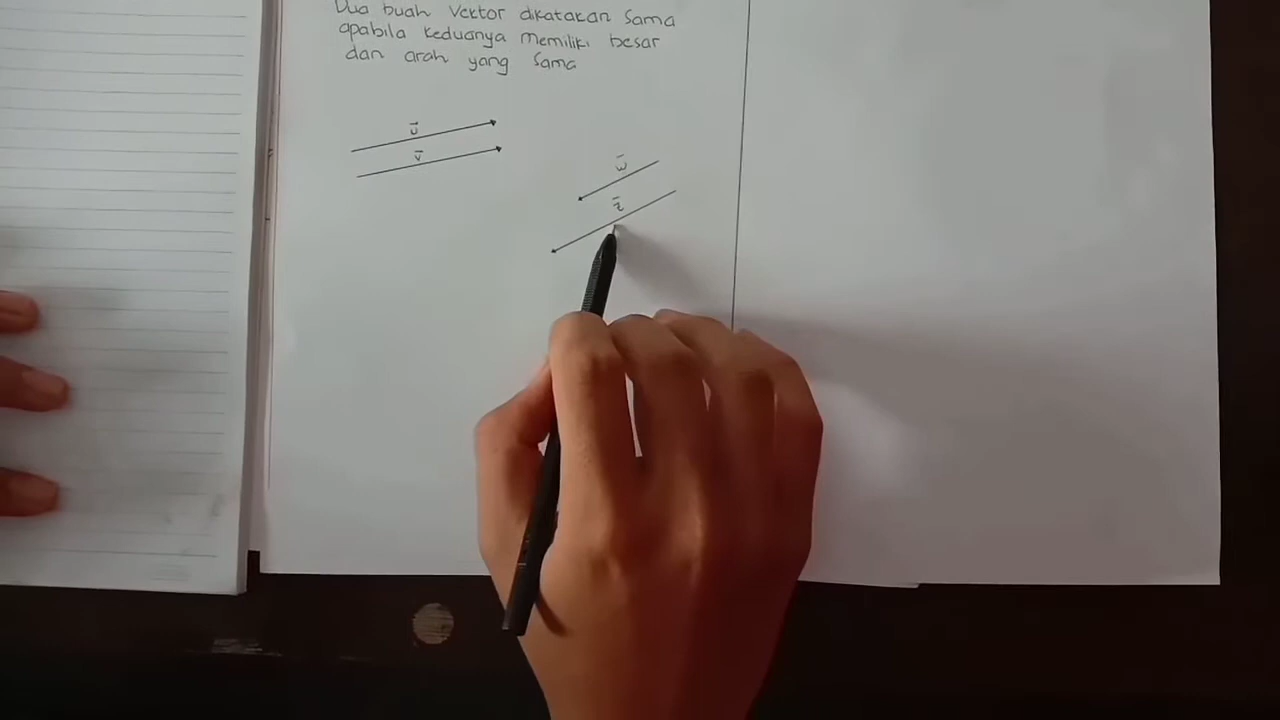 Dua buah Vektor dikatakan Sama
apabila keduanya memiliki besar
dan arah yang Sama
u
v
w
z